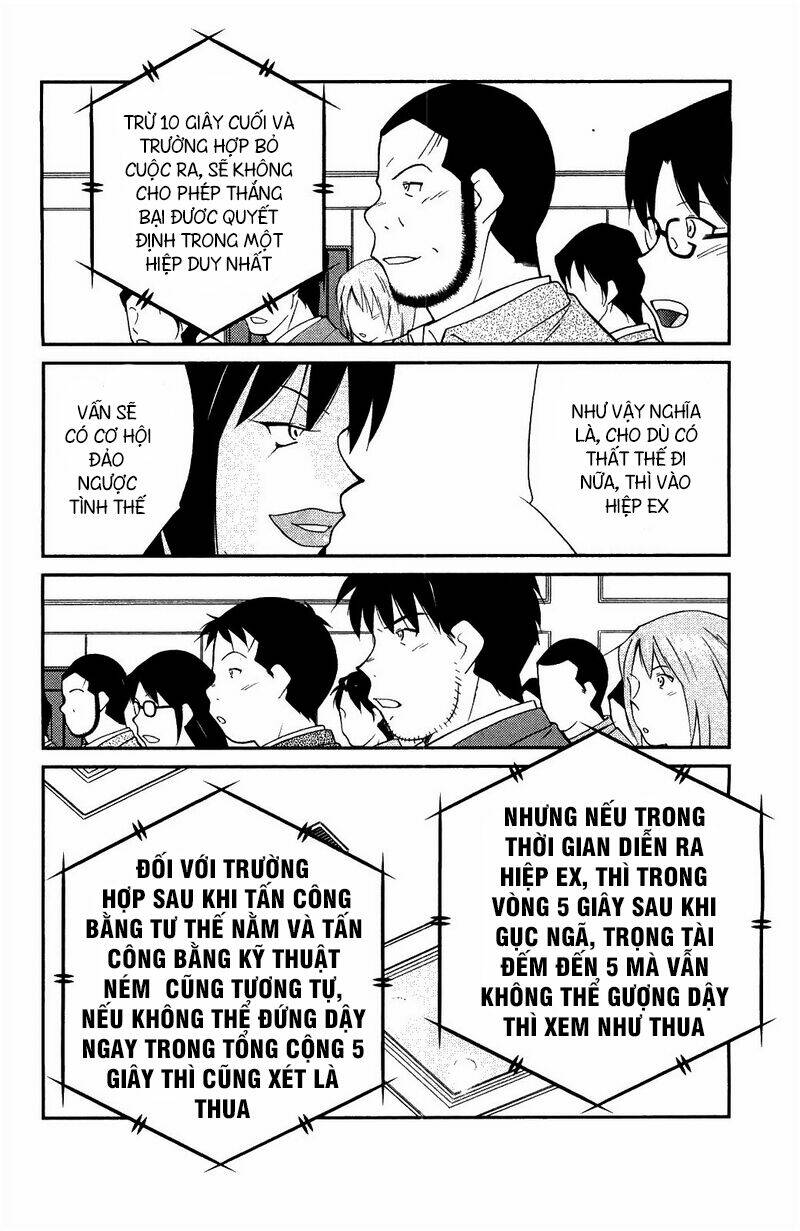 TRỪ 10 GIÂY CUỐI VÀ
TRƯỜNG HỢP BỎ
CUỘC RA, SẼ KHÔNG
CHO PHÉP THẮNG
BẠI ĐƯƠC QUYẾT
ĐỊNH TRONG MỘT
HIỆP DUY NHẤT
NHƯ VẬY NGHĨA
LÀ, CHO DÙ CÓ
THẤT THẾ ĐI
NỮA, THÌ VÀO
HIỆP EX
VẪN SẼ
CÓ CƠ HỘI
ĐẢO
NGƯỢC
TÌNH THẾ
NHƯNG NẾU TRONG
THỜI GIAN DIỄN RA
HIỆP EX, THÌ TRONG
VÒNG 5 GIÂY SAU KHI
GỤC NGÃ, TRỌNG TÀI
ĐẾM ĐẾN 5 MÀ VẪN
KHÔNG THỂ GƯỢNG DẬY
THÌ XEM NHƯ THUA
ĐỐI VỚI TRƯỜNG
HỢP SAU KHI TẤN CÔNG
BẰNG TƯ THẾ NẰM VÀ TẤN
CÔNG BẰNG KỸ THUẬT
NÉM CŨNG TƯƠNG TỰ,
NẾU KHÔNG THỂ ĐỨNG DẬY
NGAY TRONG TỔNG CỘNG 5
GIÂY THÌ CŨNG XÉT LÀ
THUA